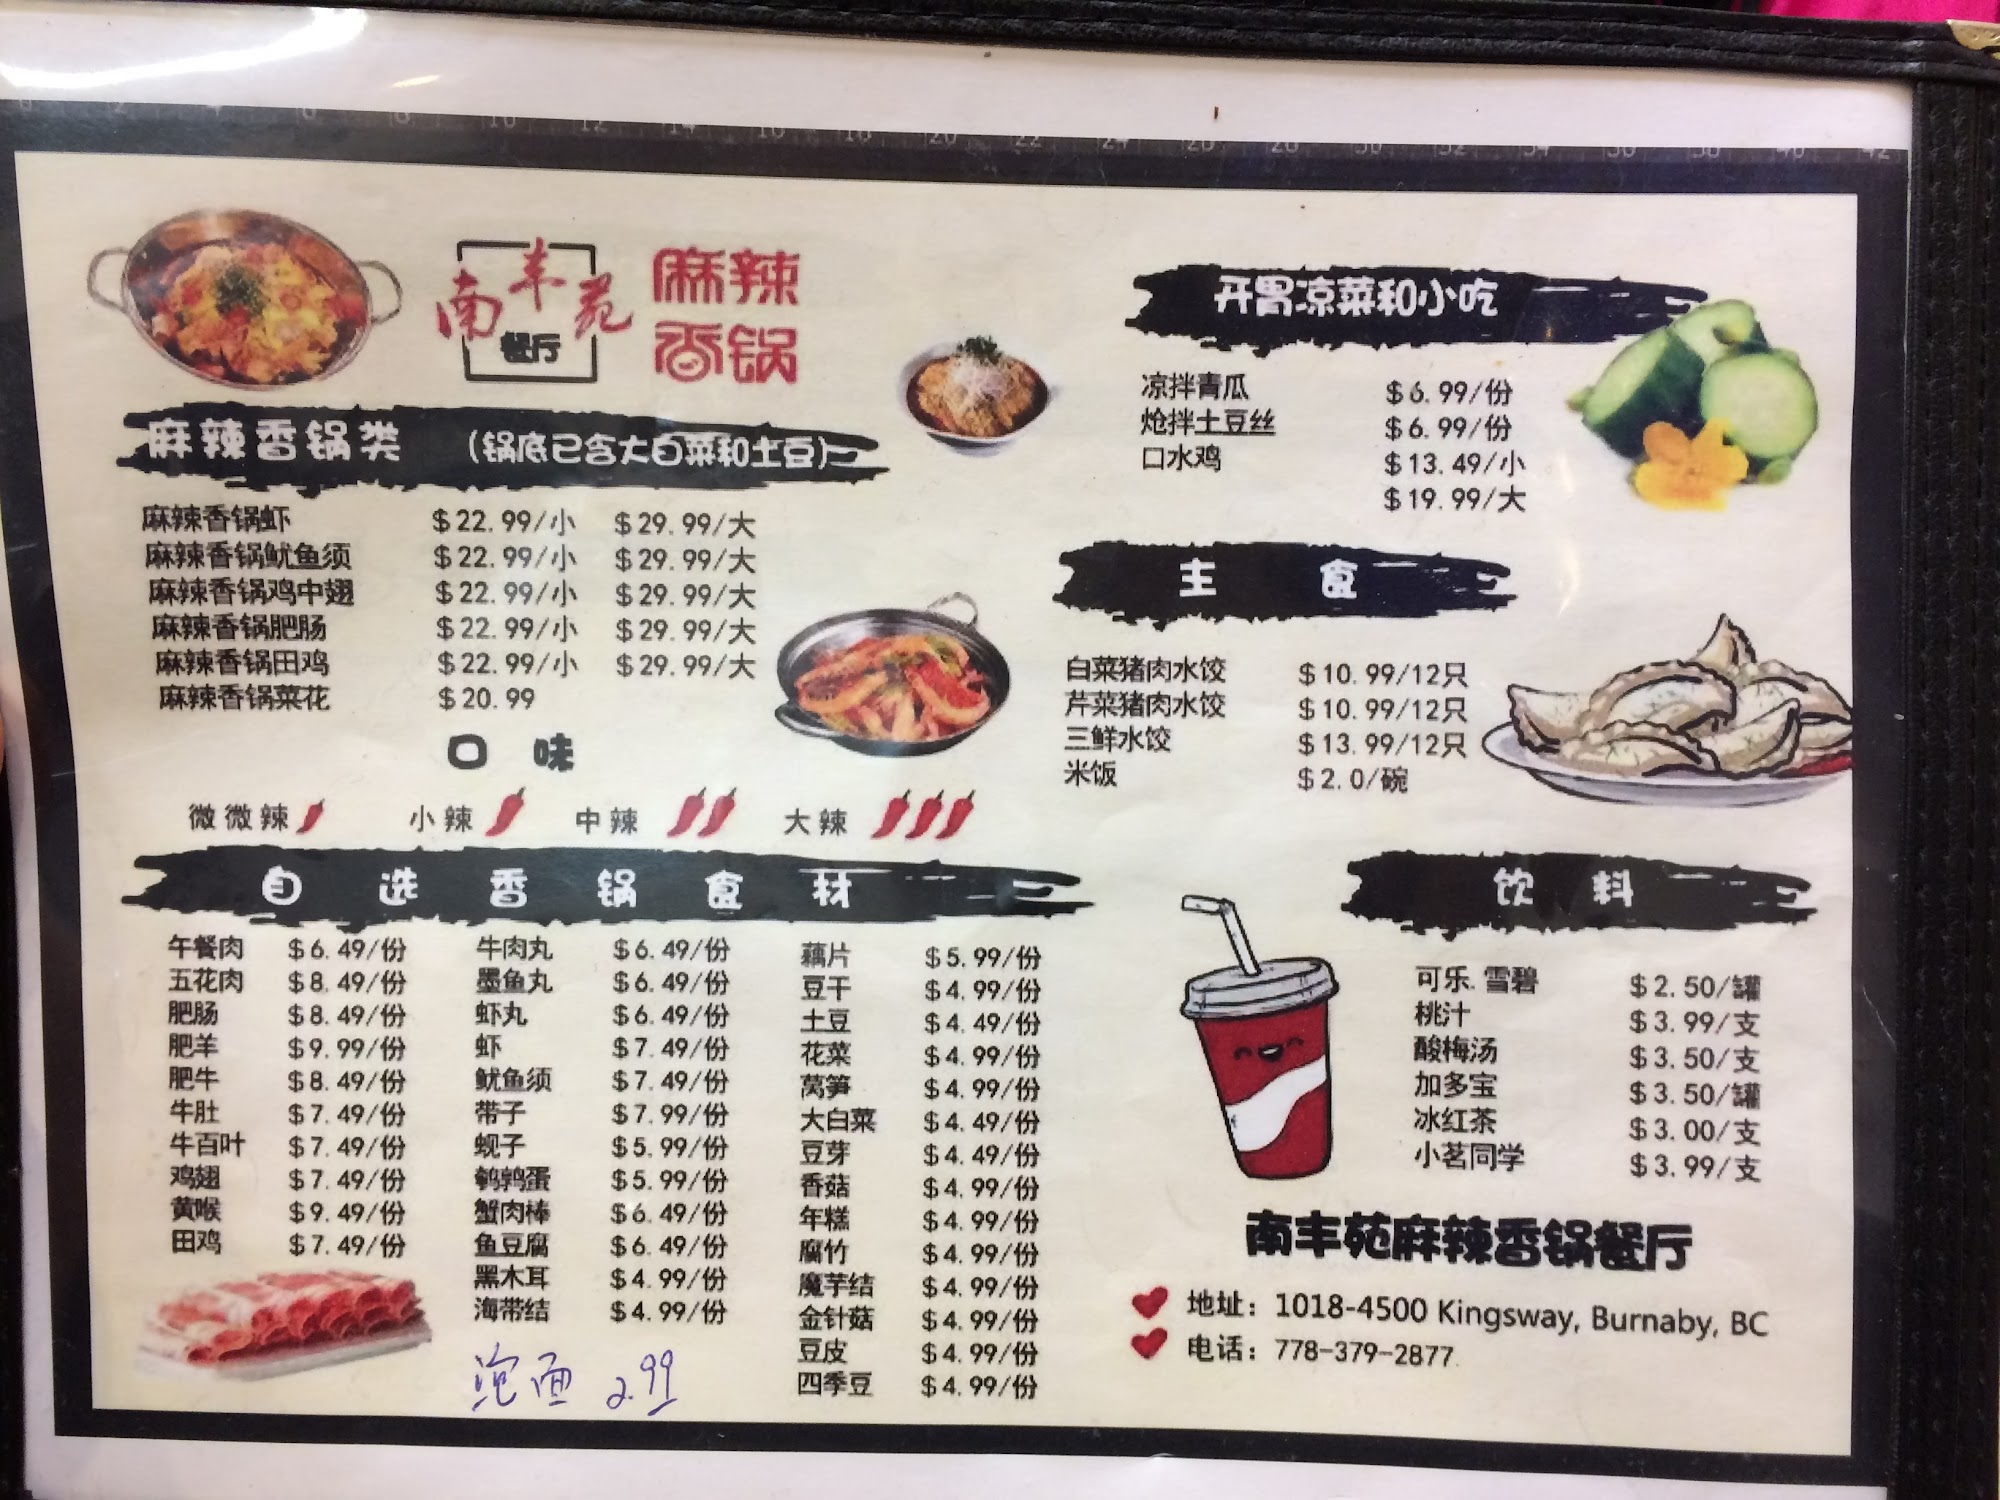 南丰苑
餐厅
麻辣
香锅
麻辣香锅类 (锅底已含大白菜和土豆)
麻辣香锅虾 $22.99/小 $29.99/大
麻辣香锅鱿鱼须 $22.99/小 $29.99/大
麻辣香锅鸡中翅 $22.99/小 $29.99/大
麻辣香锅肥肠 $22.99/小 $29.99/大
麻辣香锅田鸡 $22.99/小 $29.99/大
麻辣香锅菜花 $20.99
口味
微微辣 小辣 中辣 大辣
自选香锅食材
午餐肉 $6.49/份
五花肉 $8.49/份
肥肠 $8.49/份
肥羊 $9.99/份
肥牛 $8.49/份
牛肚 $7.49/份
牛百叶 $7.49/份
鸡翅 $7.49/份
黄喉 $9.49/份
田鸡 $7.49/份
牛肉丸 $6.49/份
墨鱼丸 $6.49/份
虾丸 $6.49/份
虾 $7.49/份
鱿鱼须 $7.49/份
带子 $7.99/份
蚬子 $5.99/份
鹌鹑蛋 $5.99/份
蟹肉棒 $6.49/份
鱼豆腐 $6.49/份
黑木耳 $4.99/份
海带结 $4.99/份
泡面 2.99
藕片 $5.99/份
豆干 $4.99/份
土豆 $4.49/份
花菜 $4.99/份
莴笋 $4.99/份
大白菜 $4.49/份
豆芽 $4.49/份
香菇 $4.99/份
年糕 $4.99/份
腐竹 $4.99/份
魔芋结 $4.99/份
金针菇 $4.99/份
豆皮 $4.99/份
四季豆 $4.99/份
开胃凉菜和小吃
凉拌青瓜 $6.99/份
炝拌土豆丝 $6.99/份
口水鸡 $13.49/小
$19.99/大
主食
白菜猪肉水饺 $10.99/12只
芹菜猪肉水饺 $10.99/12只
三鲜水饺 $13.99/12只
米饭 $2.0/碗
饮料
可乐.雪碧 $2.50/罐
桃汁 $3.99/支
酸梅汤 $3.50/支
加多宝 $3.50/罐
冰红茶 $3.00/支
小茗同学 $3.99/支
南丰苑麻辣香锅餐厅
地址：1018-4500 Kingsway, Burnaby, BC
电话：778-379-2877